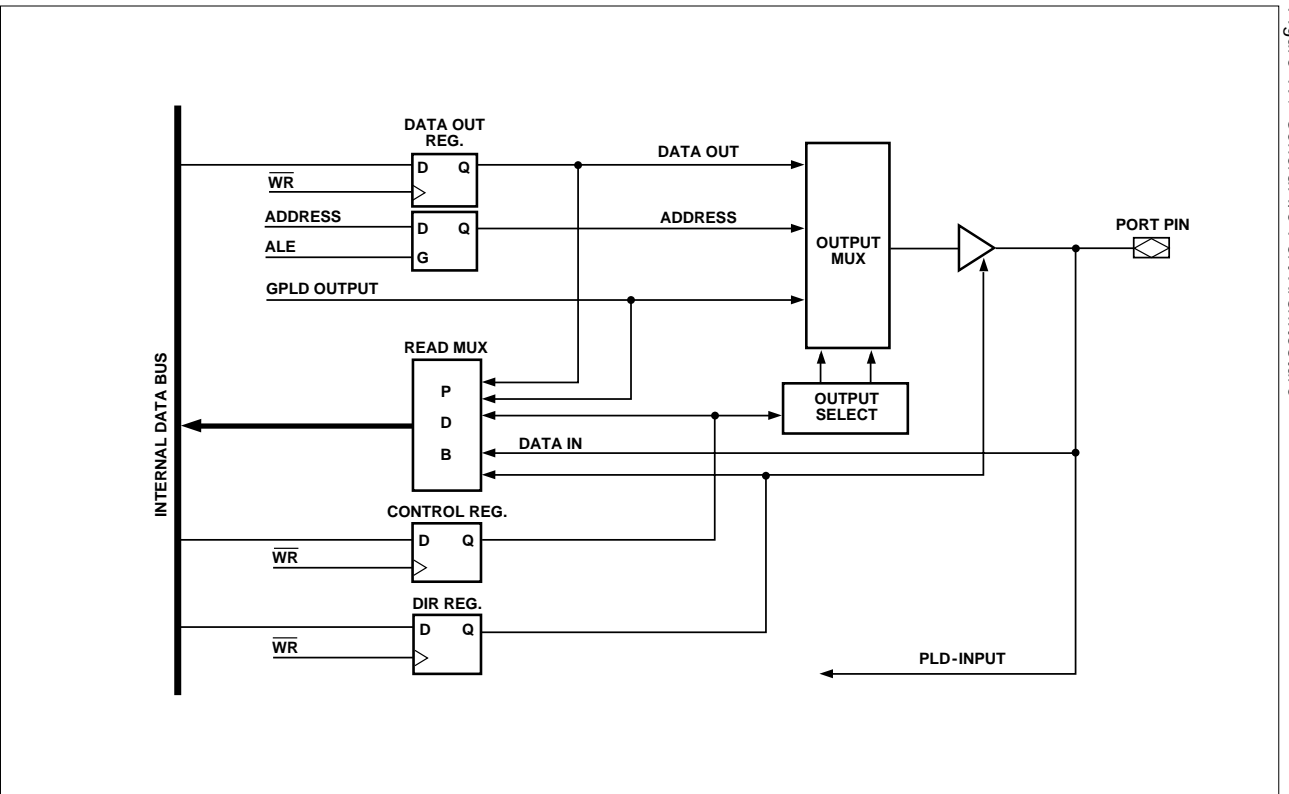 DATA OUT
REG.
D Q
WR
DATA OUT
ADDRESS
D Q
ADDRESS
ALE
G
OUTPUT
MUX
PORT PIN
GPLD OUTPUT
READ MUX
P
D
B
OUTPUT
SELECT
DATA IN
INTERNAL DATA BUS
CONTROL REG.
D Q
WR
DIR REG.
D Q
WR
PLD-INPUT